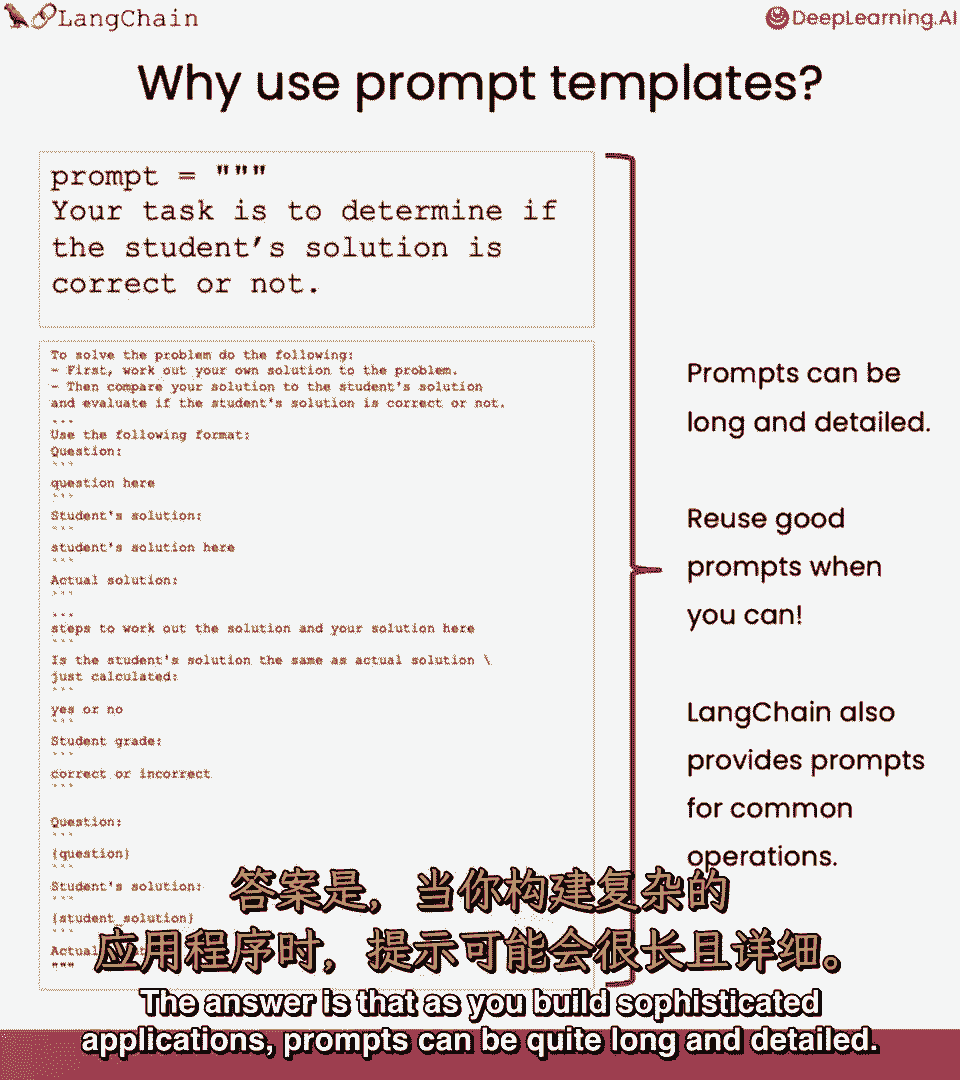 LangChain
DeepLearning.AI
Why use prompt templates?
prompt = """
Your task is to determine if
the student's solution is
correct or not.
To solve the problem do the following:
- First, work out your own solution to the problem.
- Then compare your solution to the student's solution
and evaluate if the student's solution is correct or not.
...
Use the following format:
Question:
```
question here
```
Student's solution:
```
student's solution here
```
Actual solution:
```
...
steps to work out the solution and your solution here
```
Is the student's solution the same as actual solution \
just calculated:
```
yes or no
```
Student grade:
```
correct or incorrect
```
Question:
```
{question}
```
Student's solution:
```
{student_solution}
```
Actual
"""
Prompts can be
long and detailed.
Reuse good
prompts when
you can!
LangChain also
provides prompts
for common
operations.
答案是，当你构建复杂的
应用程序时，提示可能会很长且详细。
The answer is that as you build sophisticated
applications, prompts can be quite long and detailed.